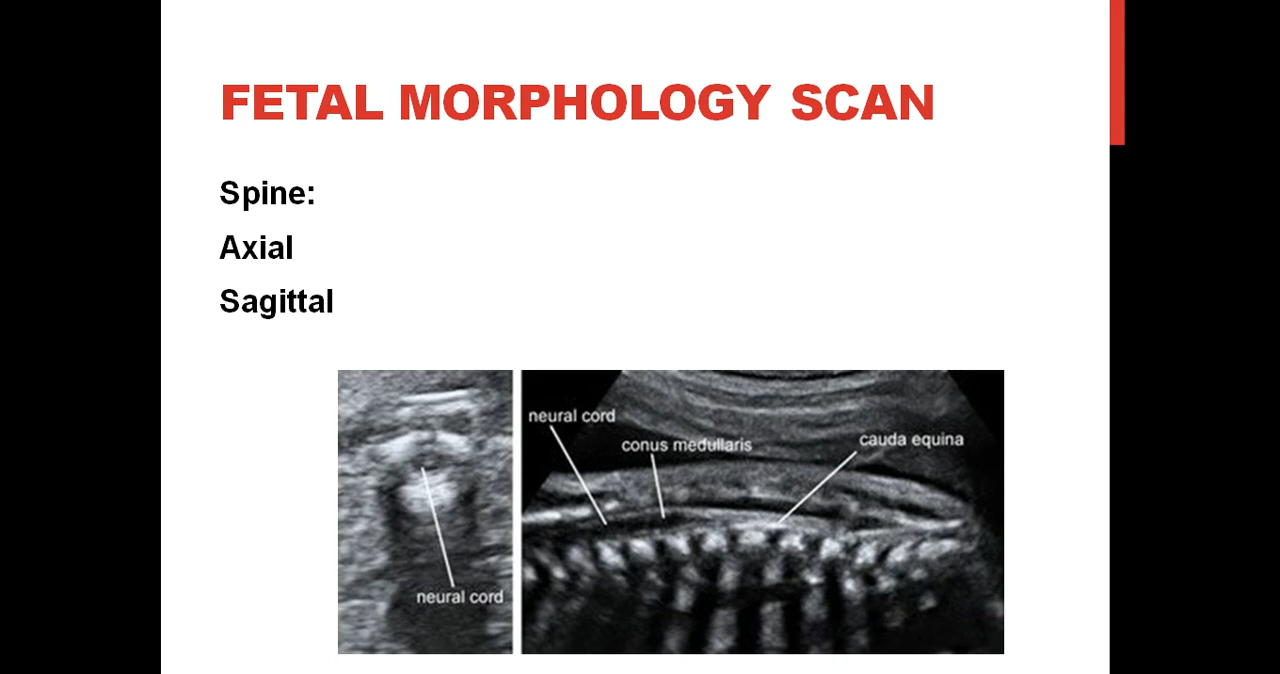 FETAL MORPHOLOGY SCAN
Spine:
Axial
Sagittal
neural cord
neural cord
conus medullaris
cauda equina